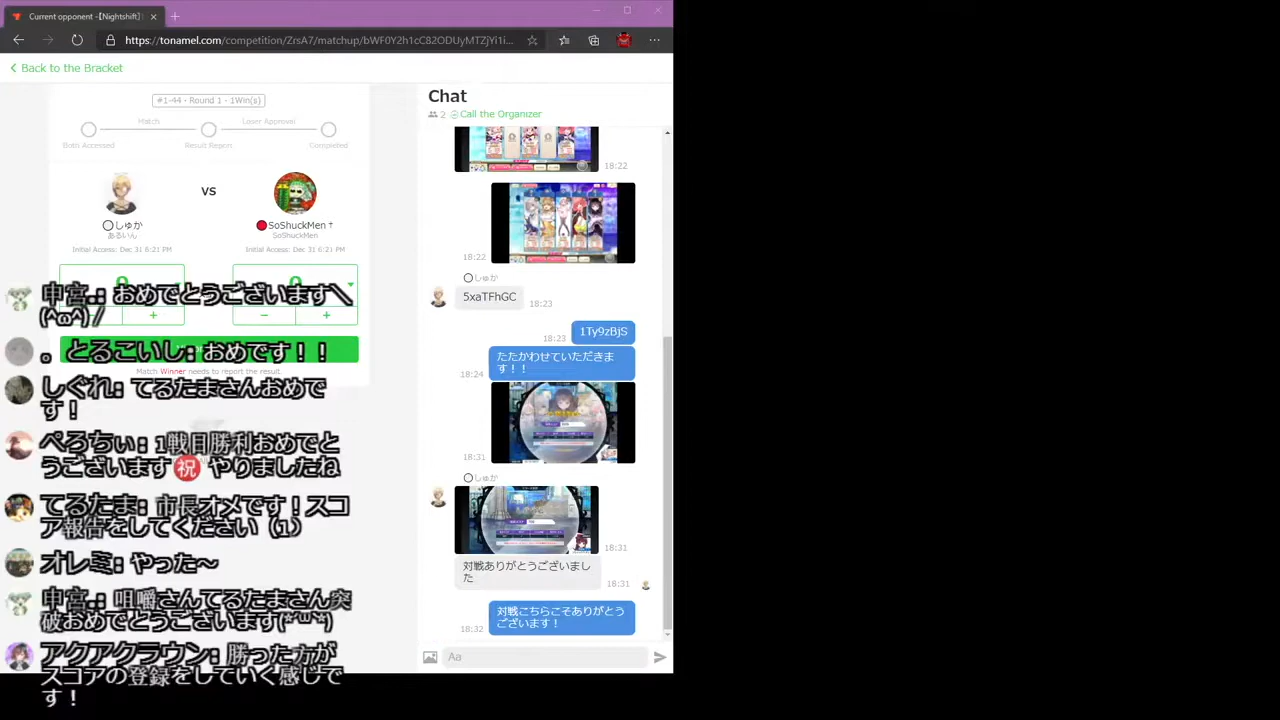 Current opponent -[Nightshift]
https://tonamel.com/competition/ZrsA7/matchup/bWF0Y2h1cC82ODUyMTZjYi1i...
Back to the Bracket
#1-44・Round 1・1Win(s)
Match
Loser Approval
Both Accessed
Result Report
Completed
VS
〇しゅか
あるいん
Initial Access: Dec 31 6:21 PM
SoShuckMen †
SoShuckMen
Initial Access: Dec 31 6:21 PM
0
0
+
−
+
Match Winner needs to report the result.
申宮.: おめでとうございます＼
(^ω^)/
。とるこいし: おめです！！
しぐれ: てるたまさんおめで
す！
ぺろちぃ: 1戦目勝利おめでと
うございます㊗やりましたね
てるたま: 市長オメです！スコ
ア報告をしてください（1）
オレミ: やった～
申宮.: 咀嚼さんてるたまさん突
破おめでとうございます(*´ω`*)
アクアクラウン: 勝った方が
スコアの登録をしていく感じで
す！
Chat
2
Call the Organizer
18:22
18:22
〇しゅか
5xaTFhGC
18:23
1Ty9zBjS
18:23
たたかわせていただきま
す！！
18:24
18:31
〇しゅか
18:31
対戦ありがとうございまし
た
18:31
対戦こちらこそありがとう
ございます！
18:32
Aa